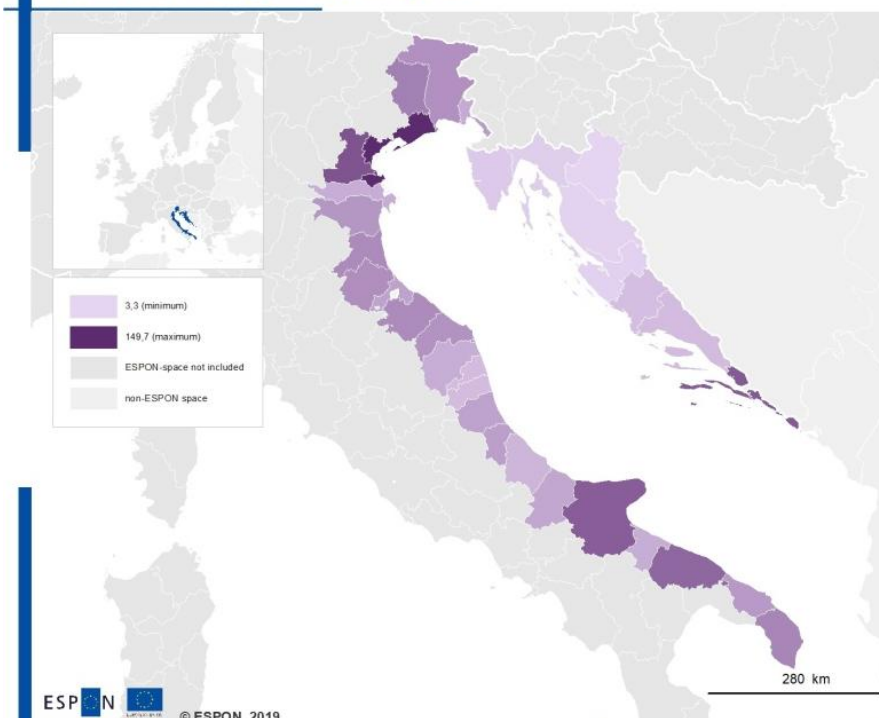 3,3 (minimum)
149,7 (maximum)
ESPON-space not included
non-ESPON space
280 km
ESPON
© ESPON, 2019